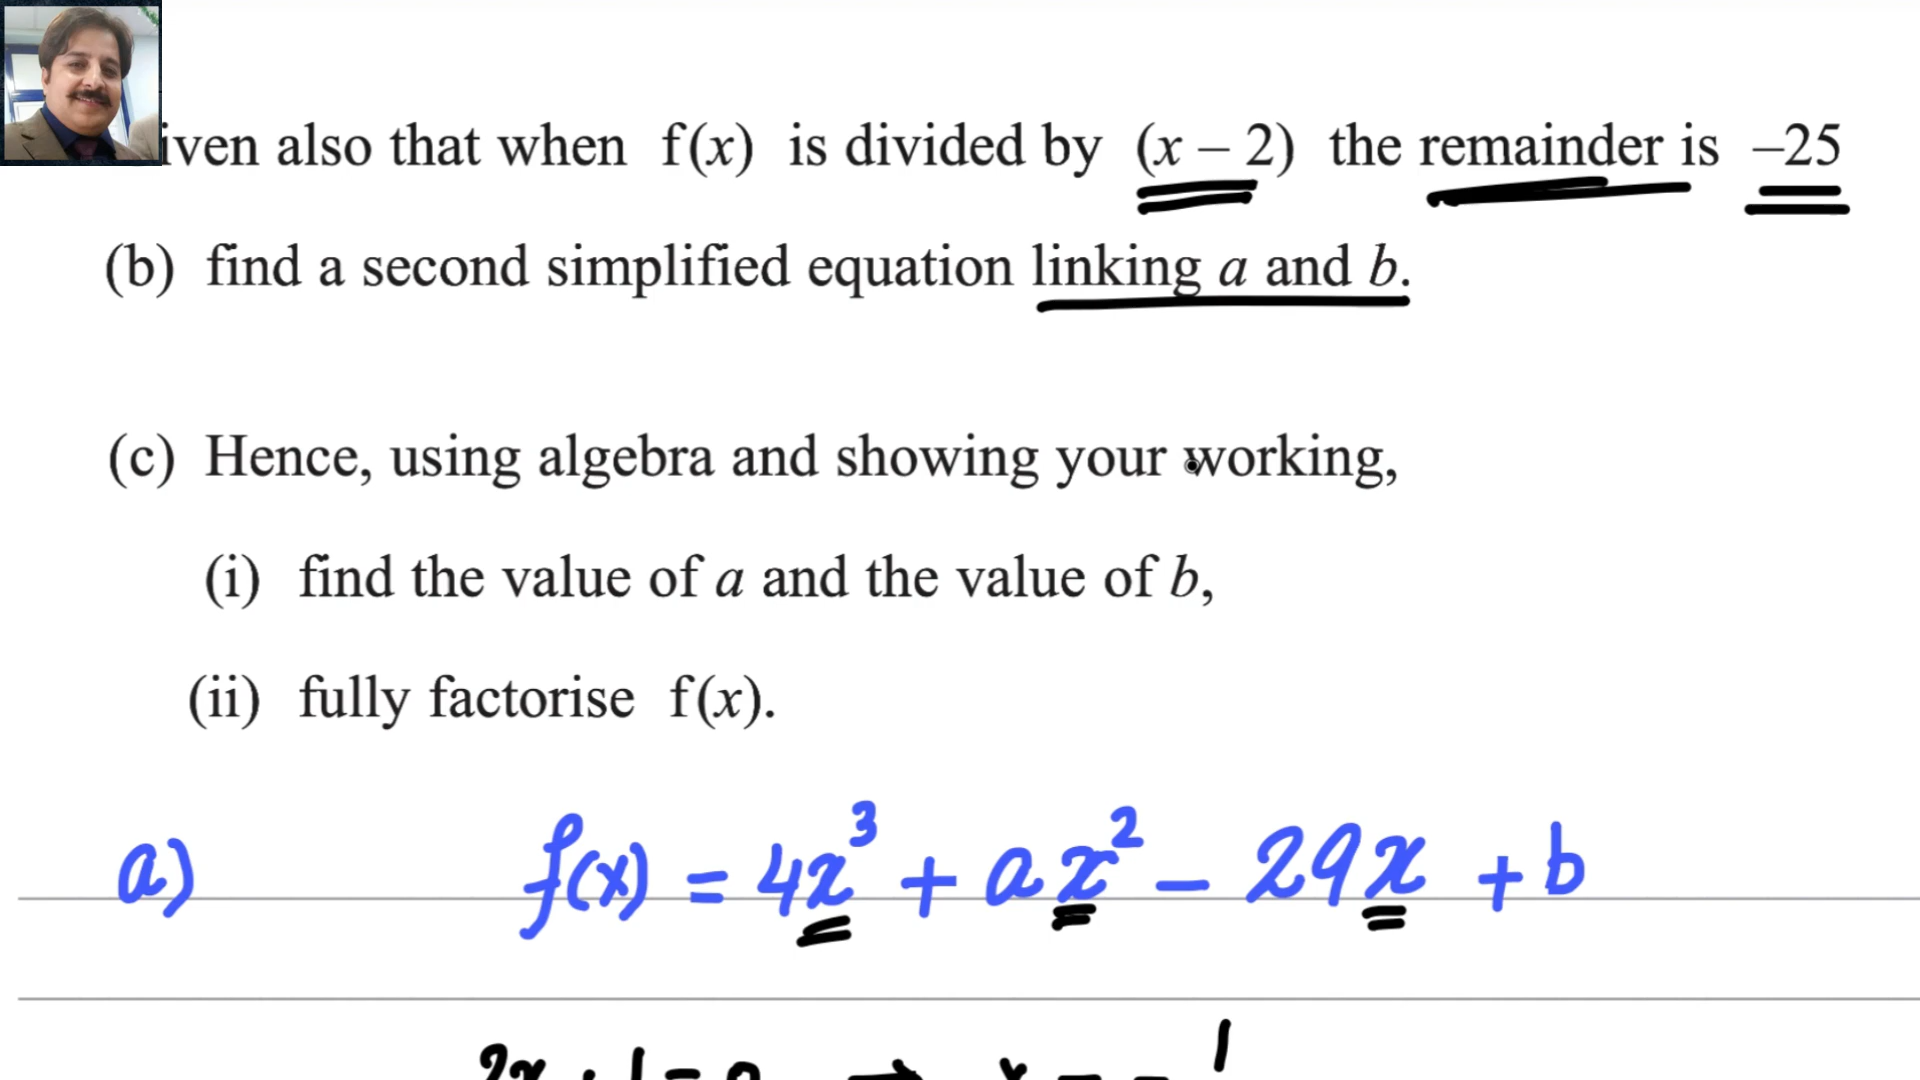 iven also that when f(x) is divided by (x – 2) the remainder is –25
(b) find a second simplified equation linking a and b.
(c) Hence, using algebra and showing your working,
(i) find the value of a and the value of b,
(ii) fully factorise f(x).
a) f(x) = 4x³ + ax² – 29x + b